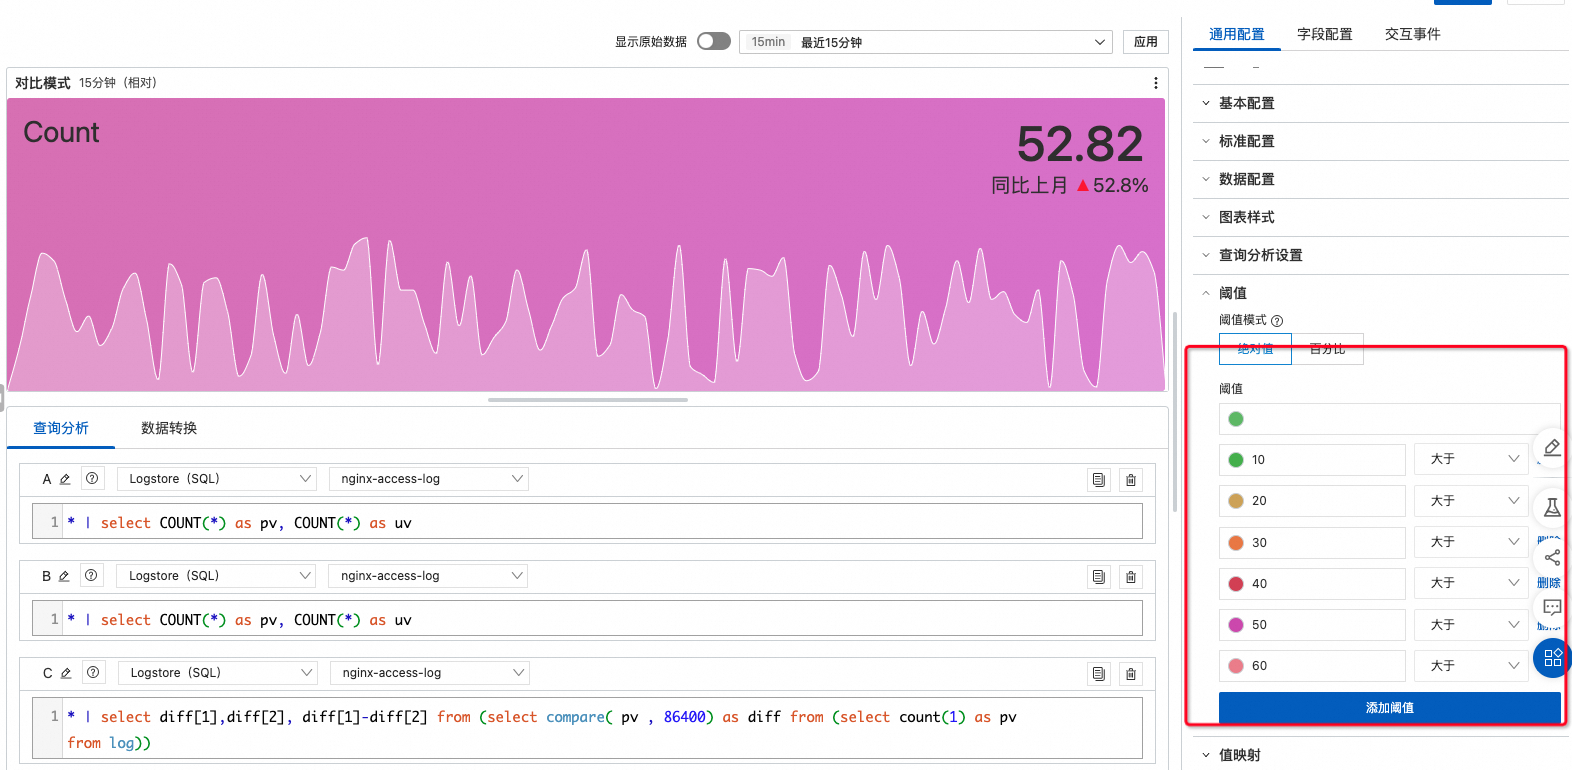 显示原始数据 15min 最近15分钟 应用
对比模式 15分钟（相对）
Count
52.82
同比上月 ▲52.8%
查询分析 数据转换
A Logstore（SQL） nginx-access-log
1 * | select COUNT(*) as pv, COUNT(*) as uv
B Logstore（SQL） nginx-access-log
1 * | select COUNT(*) as pv, COUNT(*) as uv
C Logstore（SQL） nginx-access-log
1 * | select diff[1],diff[2], diff[1]-diff[2] from (select compare( pv , 86400) as diff from (select count(1) as pv
from log))
通用配置 字段配置 交互事件
基本配置
标准配置
数据配置
图表样式
查询分析设置
阈值
阈值模式
绝对值 百分比
阈值
10 大于
20 大于
30 大于 删除
40 大于 删除
50 大于 删除
60 大于
添加阈值
值映射